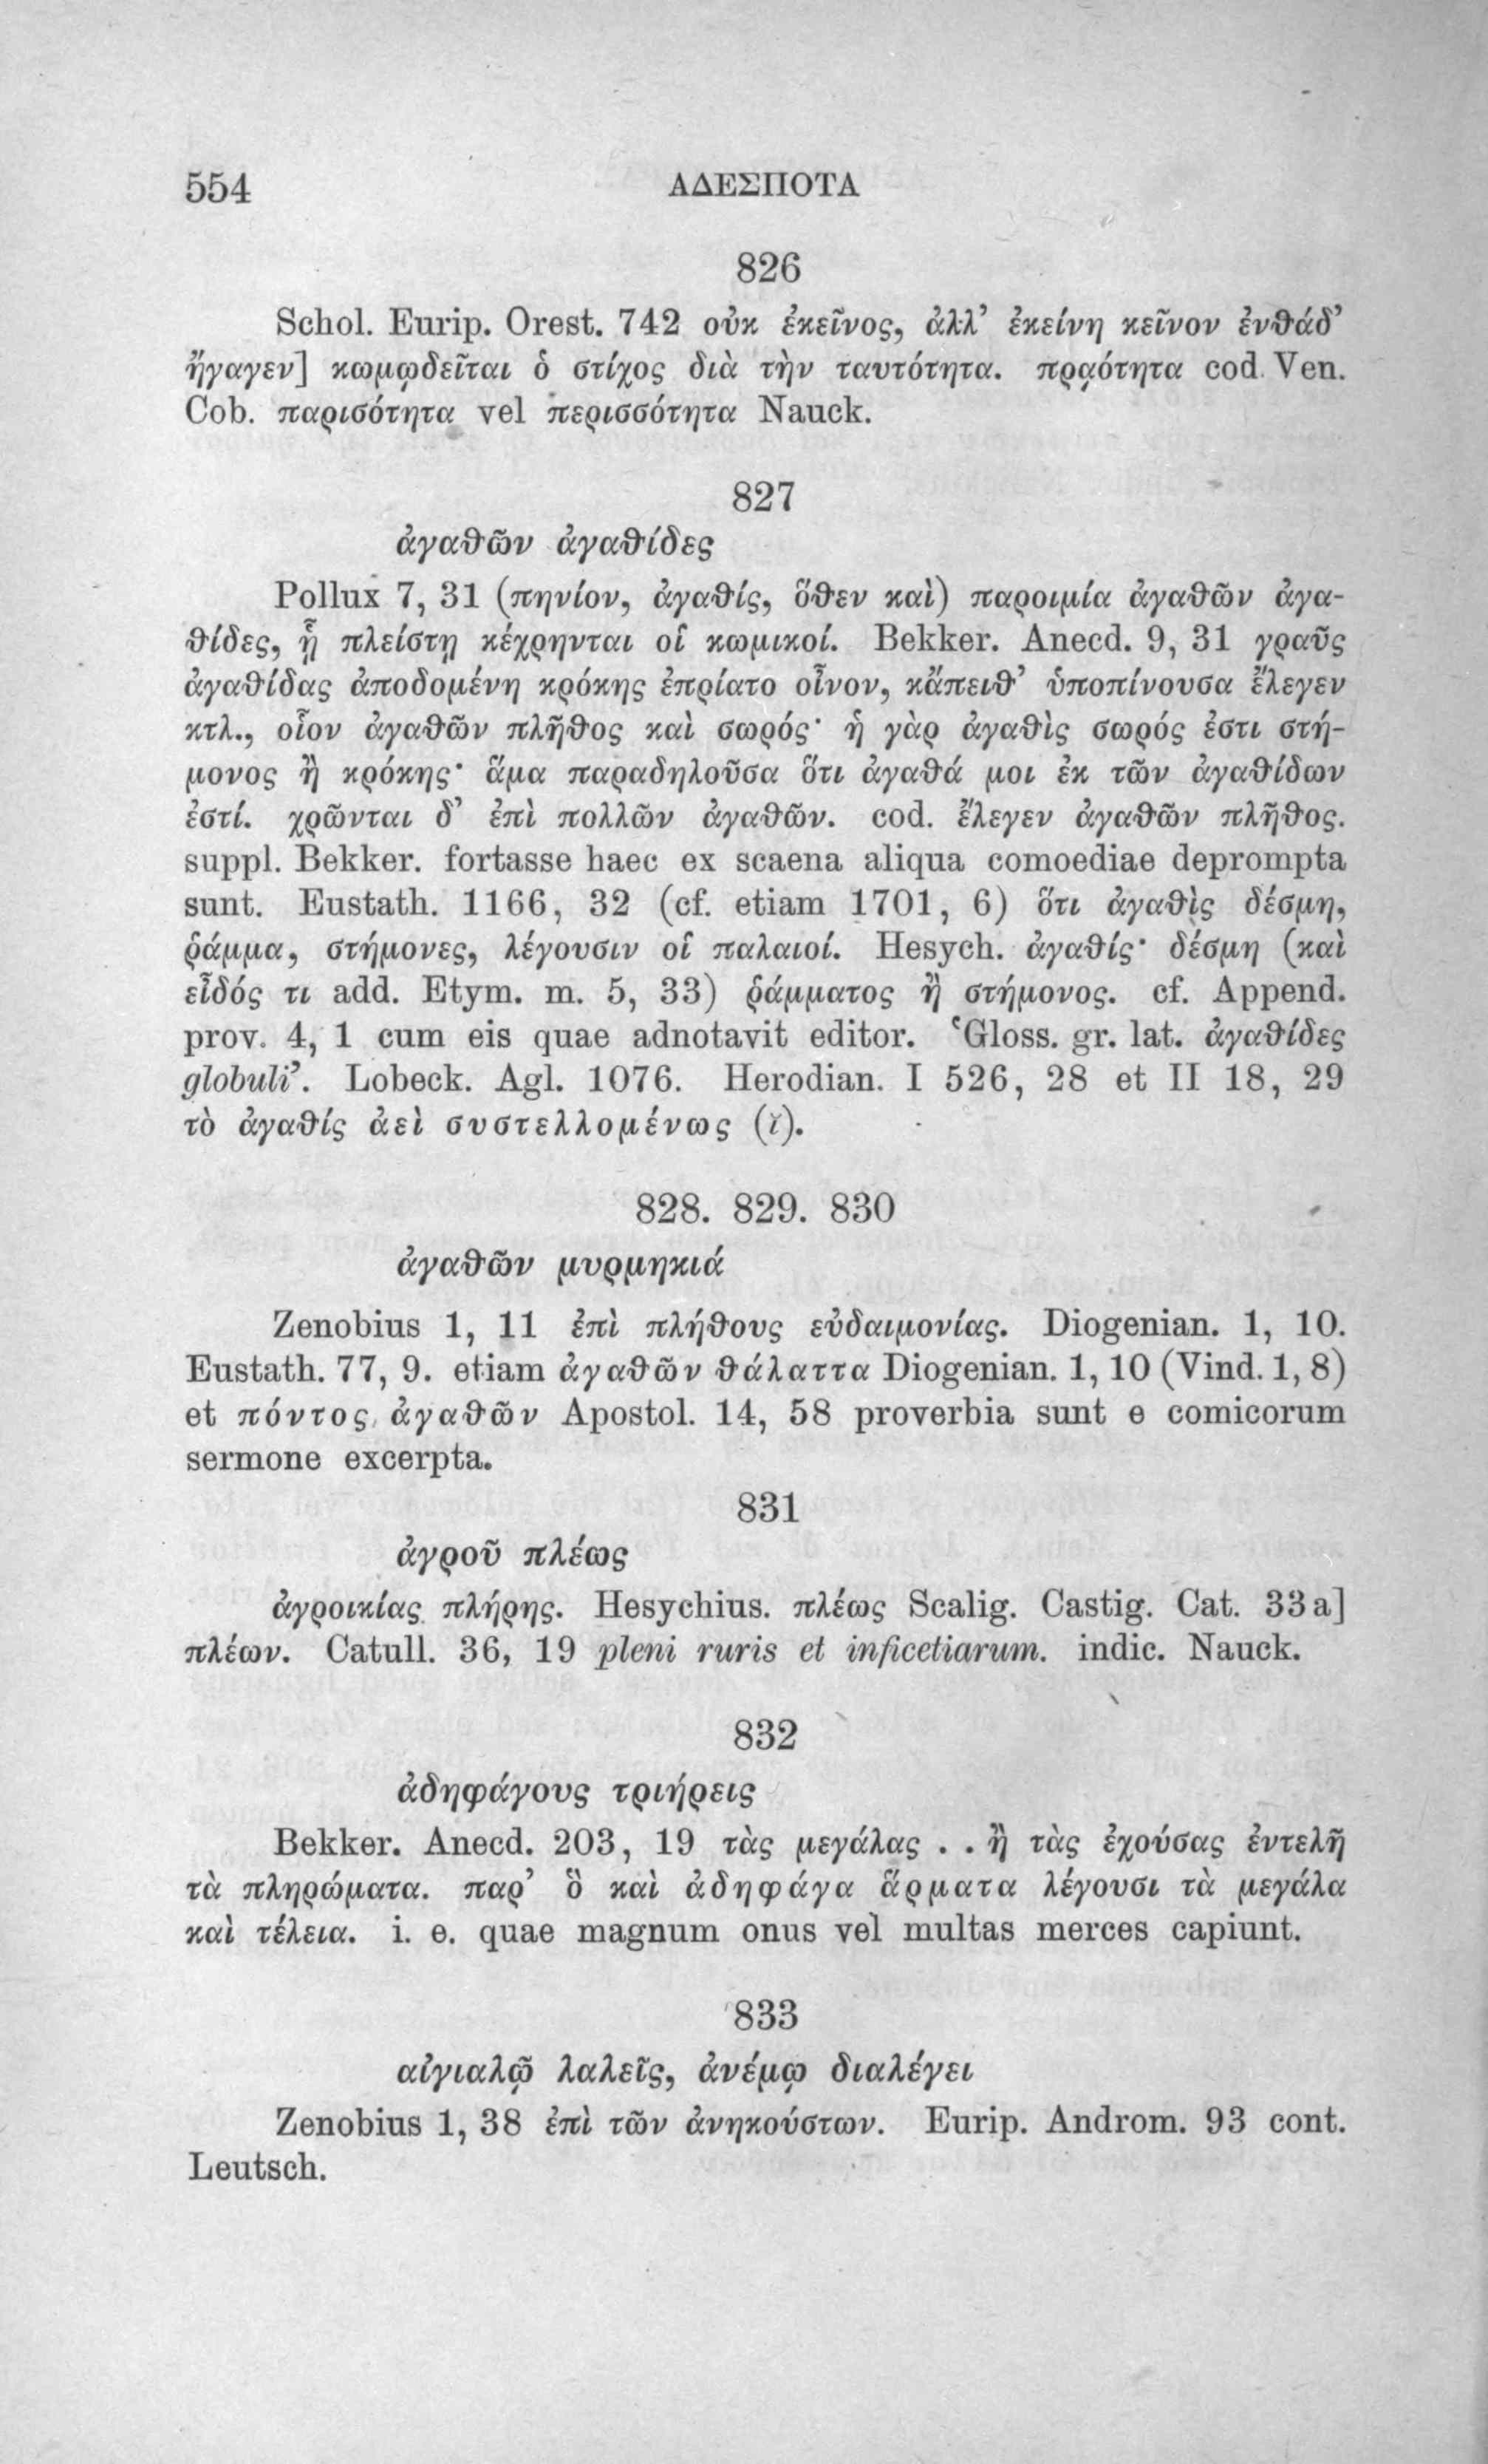 554
ΑΔΕΣΠΟΤΑ
826
Schol. Eurip. Orest. 742 οὐκ ἐκεῖνος, ἀλλ’ ἐκείνη κεῖνον ἐνθάδ’
ἤγαγεν] κωμῳδεῖται ὁ στίχος διὰ τὴν ταυτότητα. πρᾳότητα cod. Ven.
Cob. παρισότητα vel περισσότητα Nauck.
827
ἀγαθῶν ἀγαθίδες
Pollux 7, 31 (πηνίον, ἀγαθίς, ὅθεν καὶ) παροιμία ἀγαθῶν ἀγα-
θίδες, ᾗ πλείστῃ κέχρηνται οἱ κωμικοί. Bekker. Anecd. 9, 31 γραῦς
ἀγαθίδας ἀποδομένη κρόκης ἐπρίατο οἶνον, κἄπειθ’ ὑποπίνουσα ἔλεγεν
κτλ., οἷον ἀγαθῶν πλῆθος καὶ σωρός· ἡ γὰρ ἀγαθὶς σωρός ἐστι στή-
μονος ἢ κρόκης· ἅμα παραδηλοῦσα ὅτι ἀγαθά μοι ἐκ τῶν ἀγαθίδων
ἐστί. χρῶνται δ’ ἐπὶ πολλῶν ἀγαθῶν. cod. ἔλεγεν ἀγαθῶν πλῆθος.
suppl. Bekker. fortasse haec ex scaena aliqua comoediae deprompta
sunt. Eustath. 1166, 32 (cf. etiam 1701, 6) ὅτι ἀγαθὶς δέσμη,
ῥάμμα, στήμονες, λέγουσιν οἱ παλαιοί. Hesych. ἀγαθίς· δέσμη (καὶ
εἶδός τι add. Etym. m. 5, 33) ῥάμματος ἢ στήμονος. cf. Append.
prov. 4, 1 cum eis quae adnotavit editor. ‘Gloss. gr. lat. ἀγαθίδες
globuli’. Lobeck. Agl. 1076. Herodian. I 526, 28 et II 18, 29
τὸ ἀγαθίς ἀεὶ συστελλομένως (ῐ).
828. 829. 830
ἀγαθῶν μυρμηκιά
Zenobius 1, 11 ἐπὶ πλήθους εὐδαιμονίας. Diogenian. 1, 10.
Eustath. 77, 9. etiam ἀγαθῶν θάλαττα Diogenian. 1, 10 (Vind. 1, 8)
et πόντος ἀγαθῶν Apostol. 14, 58 proverbia sunt e comicorum
sermone excerpta.
831
ἀγροῦ πλέως
ἀγροικίας πλήρης. Hesychius. πλέως Scalig. Castig. Cat. 33 a]
πλέων. Catull. 36, 19 pleni ruris et inficetiarum. indic. Nauck.
832
ἀδηφάγους τριήρεις
Bekker. Anecd. 203, 19 τὰς μεγάλας . . ἢ τὰς ἐχούσας ἐντελῆ
τὰ πληρώματα. παρ’ ὃ καὶ ἀδηφάγα ἅρματα λέγουσι τὰ μεγάλα
καὶ τέλεια. i. e. quae magnum onus vel multas merces capiunt.
833
αἰγιαλῷ λαλεῖς, ἀνέμῳ διαλέγει
Zenobius 1, 38 ἐπὶ τῶν ἀνηκούστων. Eurip. Androm. 93 cont.
Leutsch.